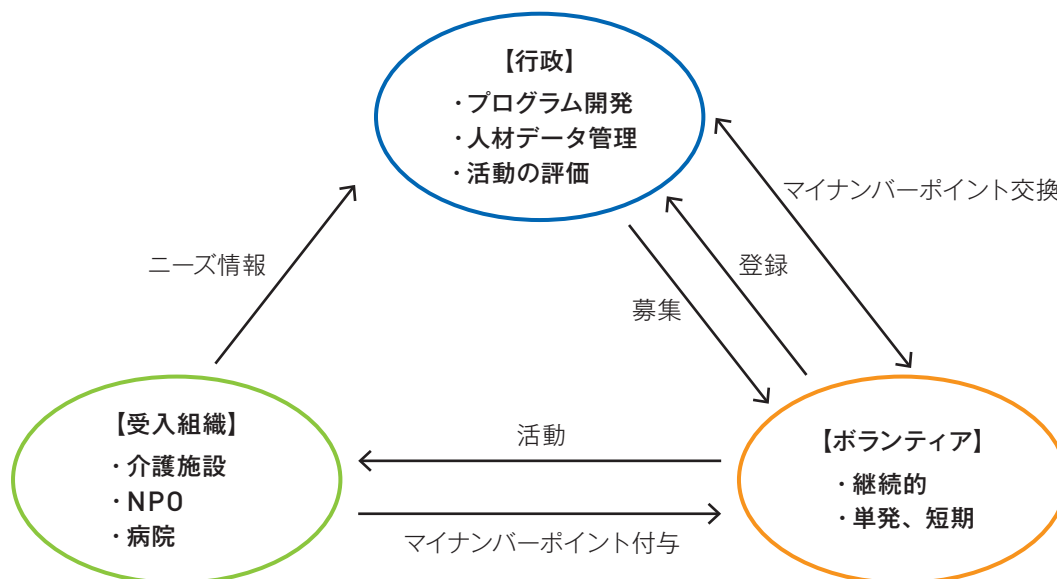 【行政】
・プログラム開発
・人材データ管理
・活動の評価
マイナンバーポイント交換
ニーズ情報
登録
募集
【受入組織】
・介護施設
・NPO
・病院
活動
マイナンバーポイント付与
【ボランティア】
・継続的
・単発、短期